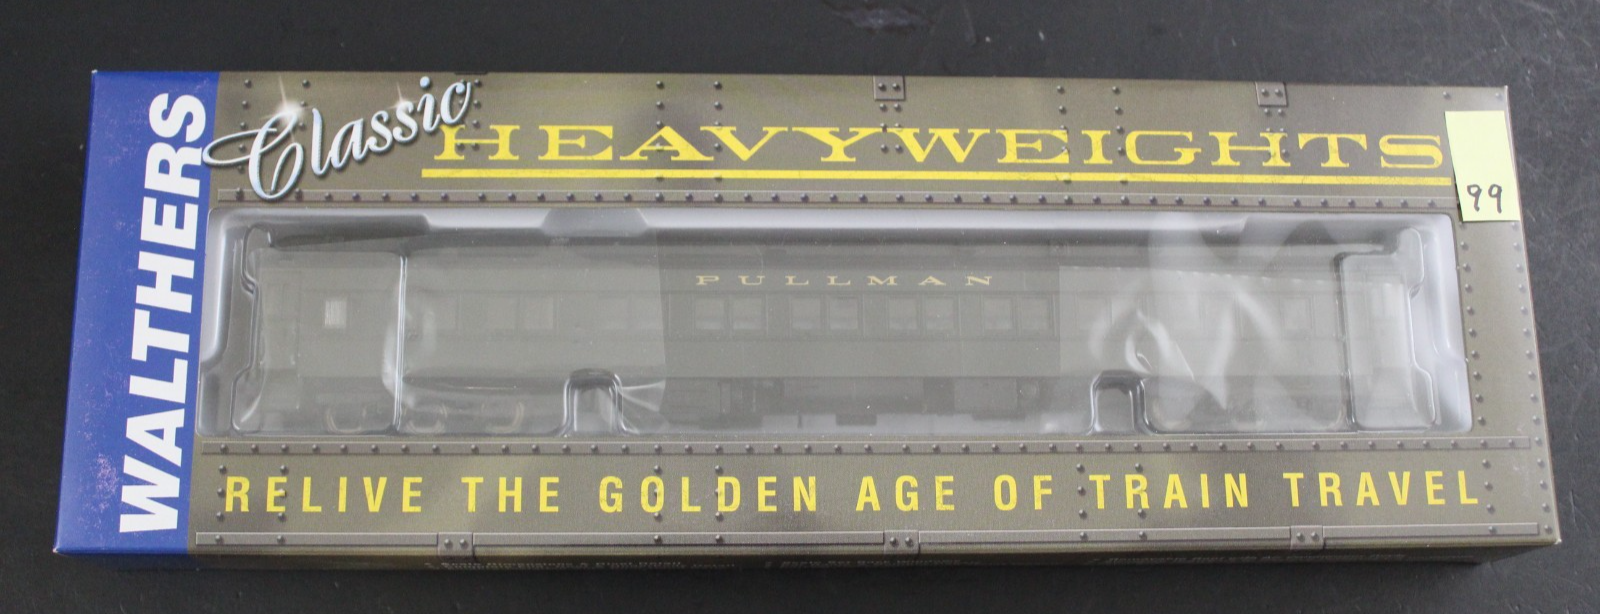 WALTHERS
Classic
HEAVYWEIGHTS
99
PULLMAN
RELIVE THE GOLDEN AGE OF TRAIN TRAVEL